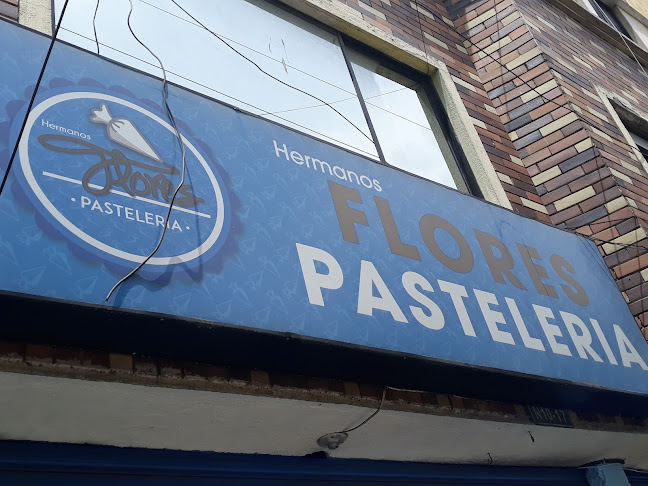 Hermanos
Flores
· PASTELERIA ·
Hermanos
FLORES
PASTELERIA